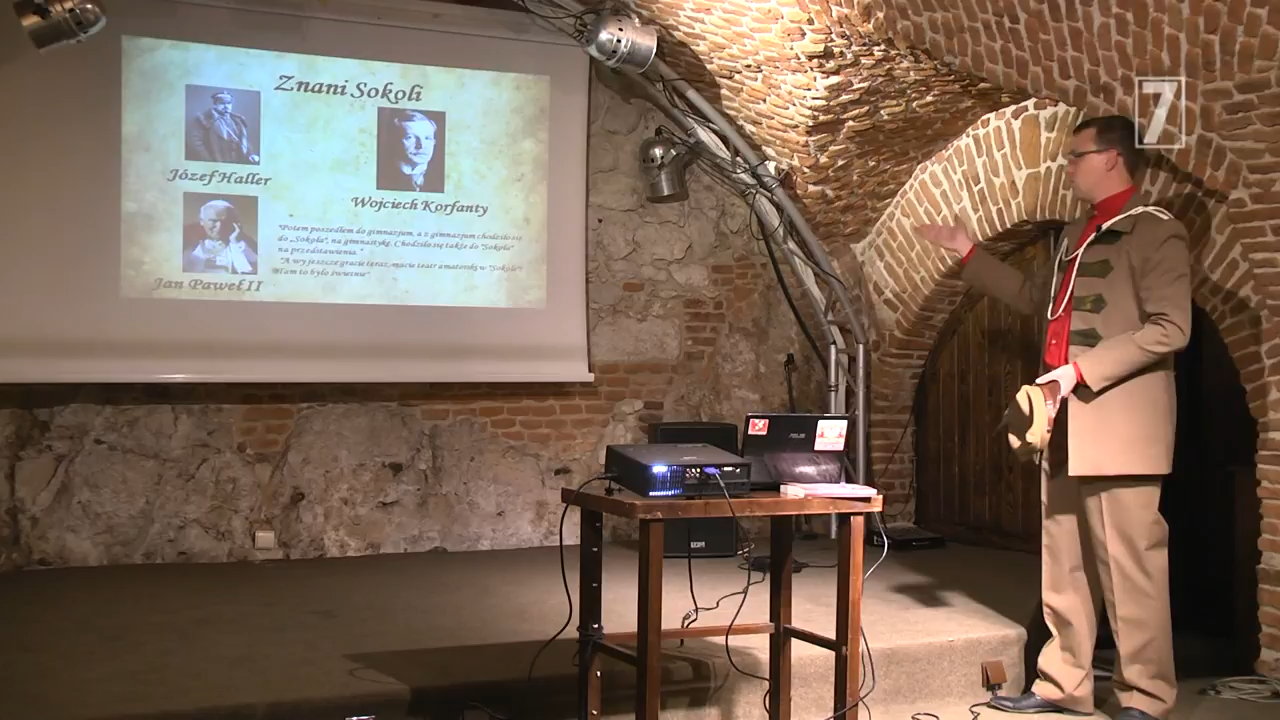 Znani Sokoli
Józef Haller
Wojciech Korfanty
"Potem poszedłem do gimnazjum, a z gimnazjum chodziło się
do „Sokoła", na gimnastykę. Chodziło się także do "Sokoła"
na przedstawienia."
"A wy jeszcze gracie teraz, macie teatr amatorski w "Sokole"?
Tam to było świetnie"
Jan Paweł II
7
ASUS